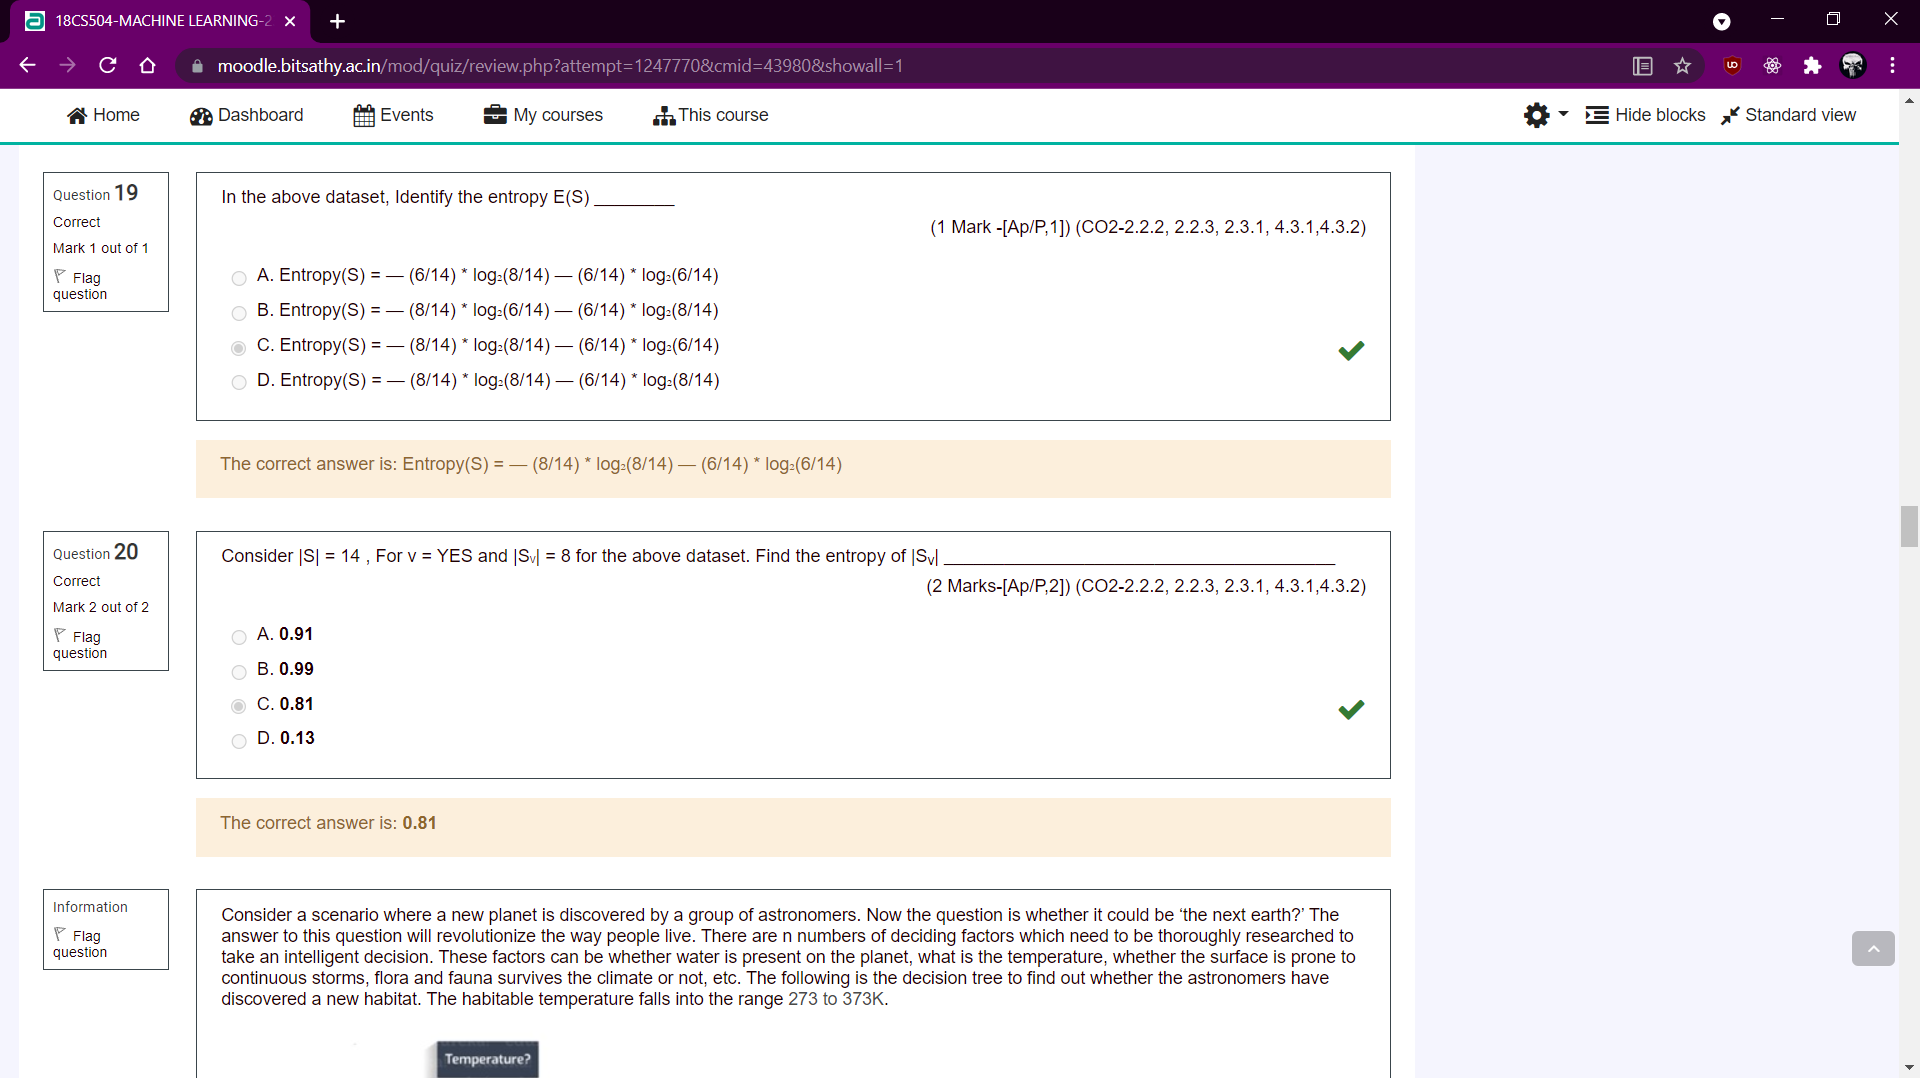 18CS504-MACHINE LEARNING-2
moodle.bitsathy.ac.in/mod/quiz/review.php?attempt=1247770&cmid=43980&showall=1
Home Dashboard Events My courses This course Hide blocks Standard view
Question 19
Correct
Mark 1 out of 1
Flag
question
In the above dataset, Identify the entropy E(S) ________
(1 Mark -[Ap/P,1]) (CO2-2.2.2, 2.2.3, 2.3.1, 4.3.1,4.3.2)
A. Entropy(S) = — (6/14) * log₂(8/14) — (6/14) * log₂(6/14)
B. Entropy(S) = — (8/14) * log₂(6/14) — (6/14) * log₂(8/14)
C. Entropy(S) = — (8/14) * log₂(8/14) — (6/14) * log₂(6/14)
D. Entropy(S) = — (8/14) * log₂(8/14) — (6/14) * log₂(8/14)
The correct answer is: Entropy(S) = — (8/14) * log₂(8/14) — (6/14) * log₂(6/14)
Question 20
Correct
Mark 2 out of 2
Flag
question
Consider |S| = 14 , For v = YES and |Sᵥ| = 8 for the above dataset. Find the entropy of |Sᵥ| _______________________________________
(2 Marks-[Ap/P,2]) (CO2-2.2.2, 2.2.3, 2.3.1, 4.3.1,4.3.2)
A. 0.91
B. 0.99
C. 0.81
D. 0.13
The correct answer is: 0.81
Information
Flag
question
Consider a scenario where a new planet is discovered by a group of astronomers. Now the question is whether it could be ‘the next earth?’ The
answer to this question will revolutionize the way people live. There are n numbers of deciding factors which need to be thoroughly researched to
take an intelligent decision. These factors can be whether water is present on the planet, what is the temperature, whether the surface is prone to
continuous storms, flora and fauna survives the climate or not, etc. The following is the decision tree to find out whether the astronomers have
discovered a new habitat. The habitable temperature falls into the range 273 to 373K.
Temperature?